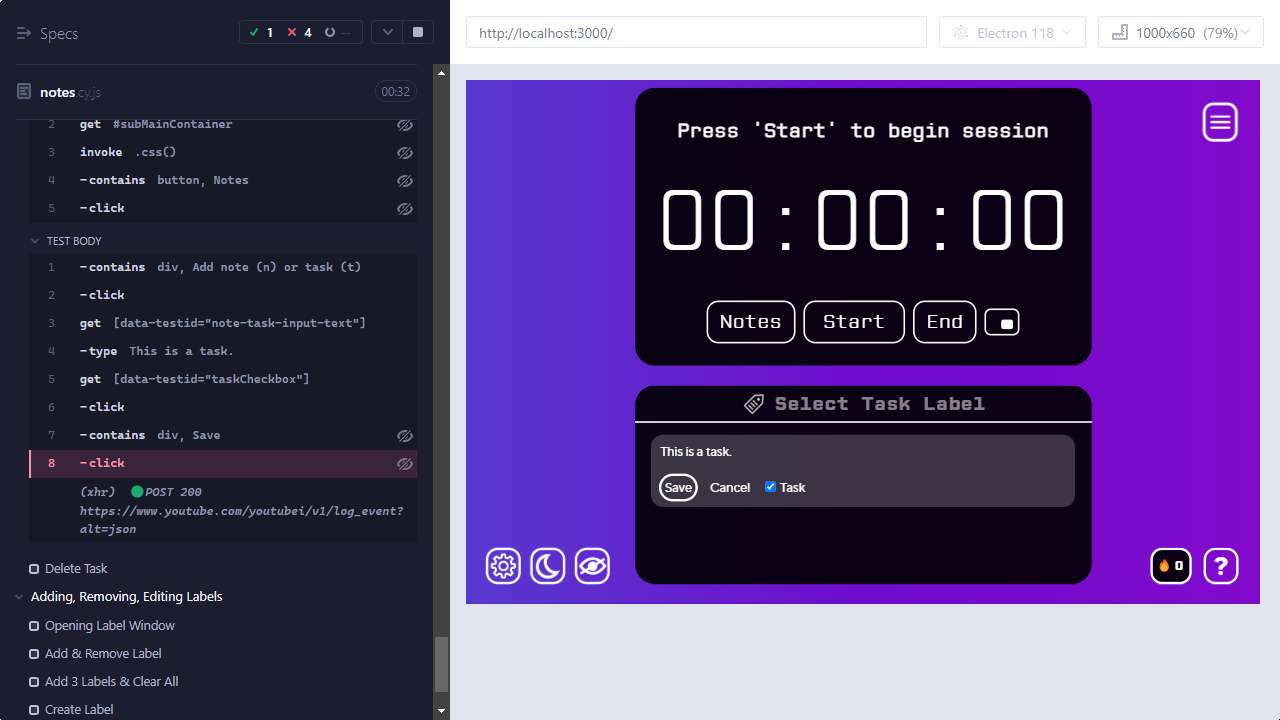 Specs
1
4
--
http://localhost:3000/
Electron 118
1000x660 (79%)
notes.cy.js
00:32
2 get #subMainContainer
3 invoke .css()
4 -contains button, Notes
5 -click
TEST BODY
1 -contains div, Add note (n) or task (t)
2 -click
3 get [data-testid="note-task-input-text"]
4 -type This is a task.
5 get [data-testid="taskCheckbox"]
6 -click
7 -contains div, Save
8 -click
(xhr) POST 200
https://www.youtube.com/youtubei/v1/log_event?
alt=json
Delete Task
Adding, Removing, Editing Labels
Opening Label Window
Add & Remove Label
Add 3 Labels & Clear All
Create Label
Press 'Start' to begin session
00:00:00
Notes Start End
Select Task Label
This is a task.
Save Cancel Task
0 ?